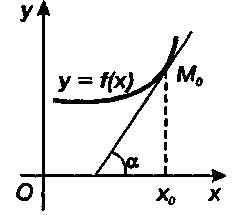 y
y = f(x)
M₀
α
O
x₀
x